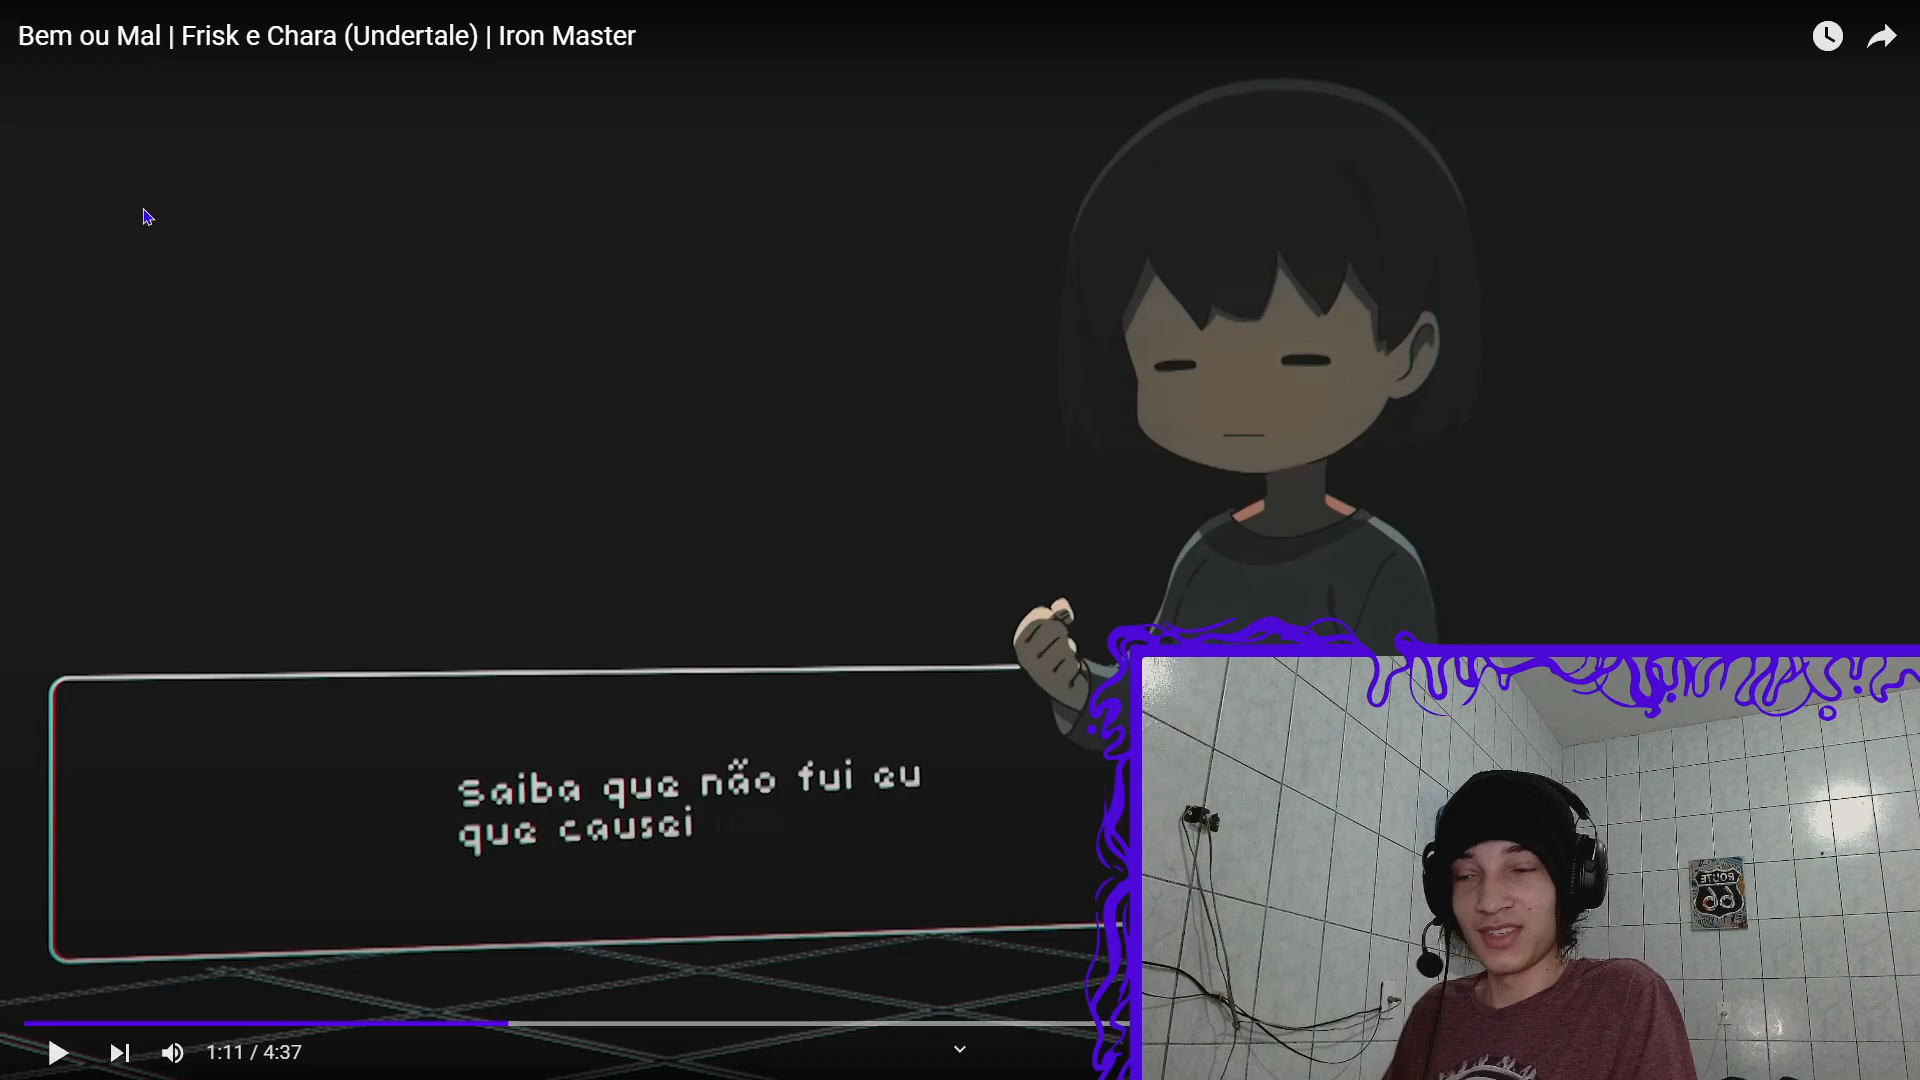 Bem ou Mal | Frisk e Chara (Undertale) | Iron Master
Saiba que não fui eu
que causei
1:11 / 4:37
ROUTE
66